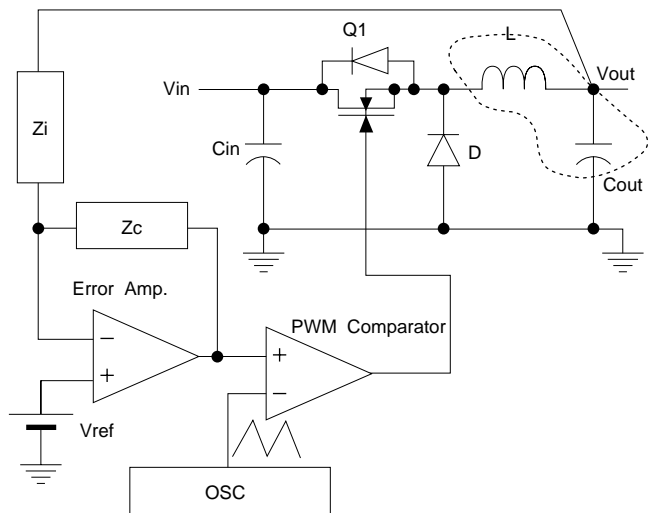 Q1
L
Vin
Vout
Zi
Cin
D
Cout
Zc
Error Amp.
PWM Comparator
−
+
+
−
Vref
OSC